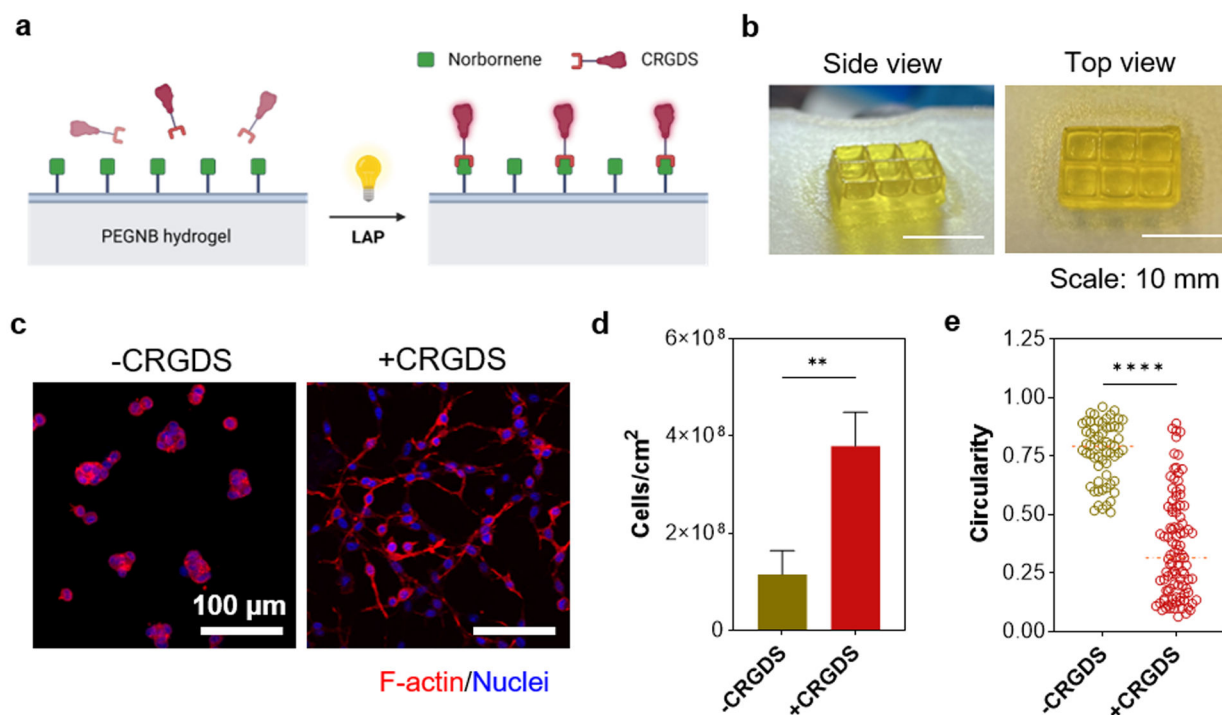 a
Norbornene
CRGDS
PEGNB hydrogel
LAP
b
Side view
Top view
Scale: 10 mm
c
-CRGDS
+CRGDS
100 µm
F-actin/Nuclei
d
6×10⁸
4×10⁸
2×10⁸
0
Cells/cm²
**
-CRGDS
+CRGDS
e
1.25
1.00
0.75
0.50
0.25
0.00
Circularity
****
-CRGDS
+CRGDS